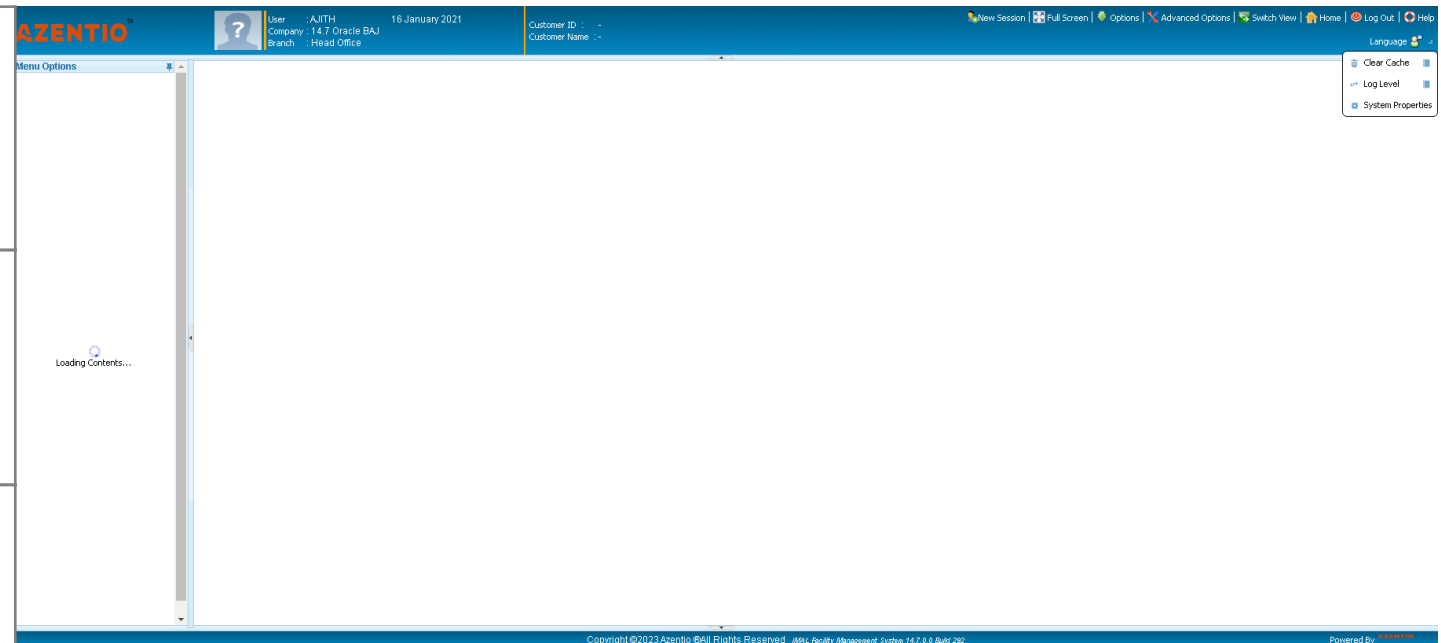 AZENTIO™
User : AJITH 16 January 2021
Company : 14.7 Oracle BAJ
Branch : Head Office
Customer ID : -
Customer Name : -
New Session | Full Screen | Options | Advanced Options | Switch View | Home | Log Out | Help
Language
Clear Cache
Log Level
System Properties
Menu Options
Loading Contents...
Copyright©2023 Azentio ®All Rights Reserved iMAL Facility Management System 14.7.0.0 Build 292
Powered By AZENTIO